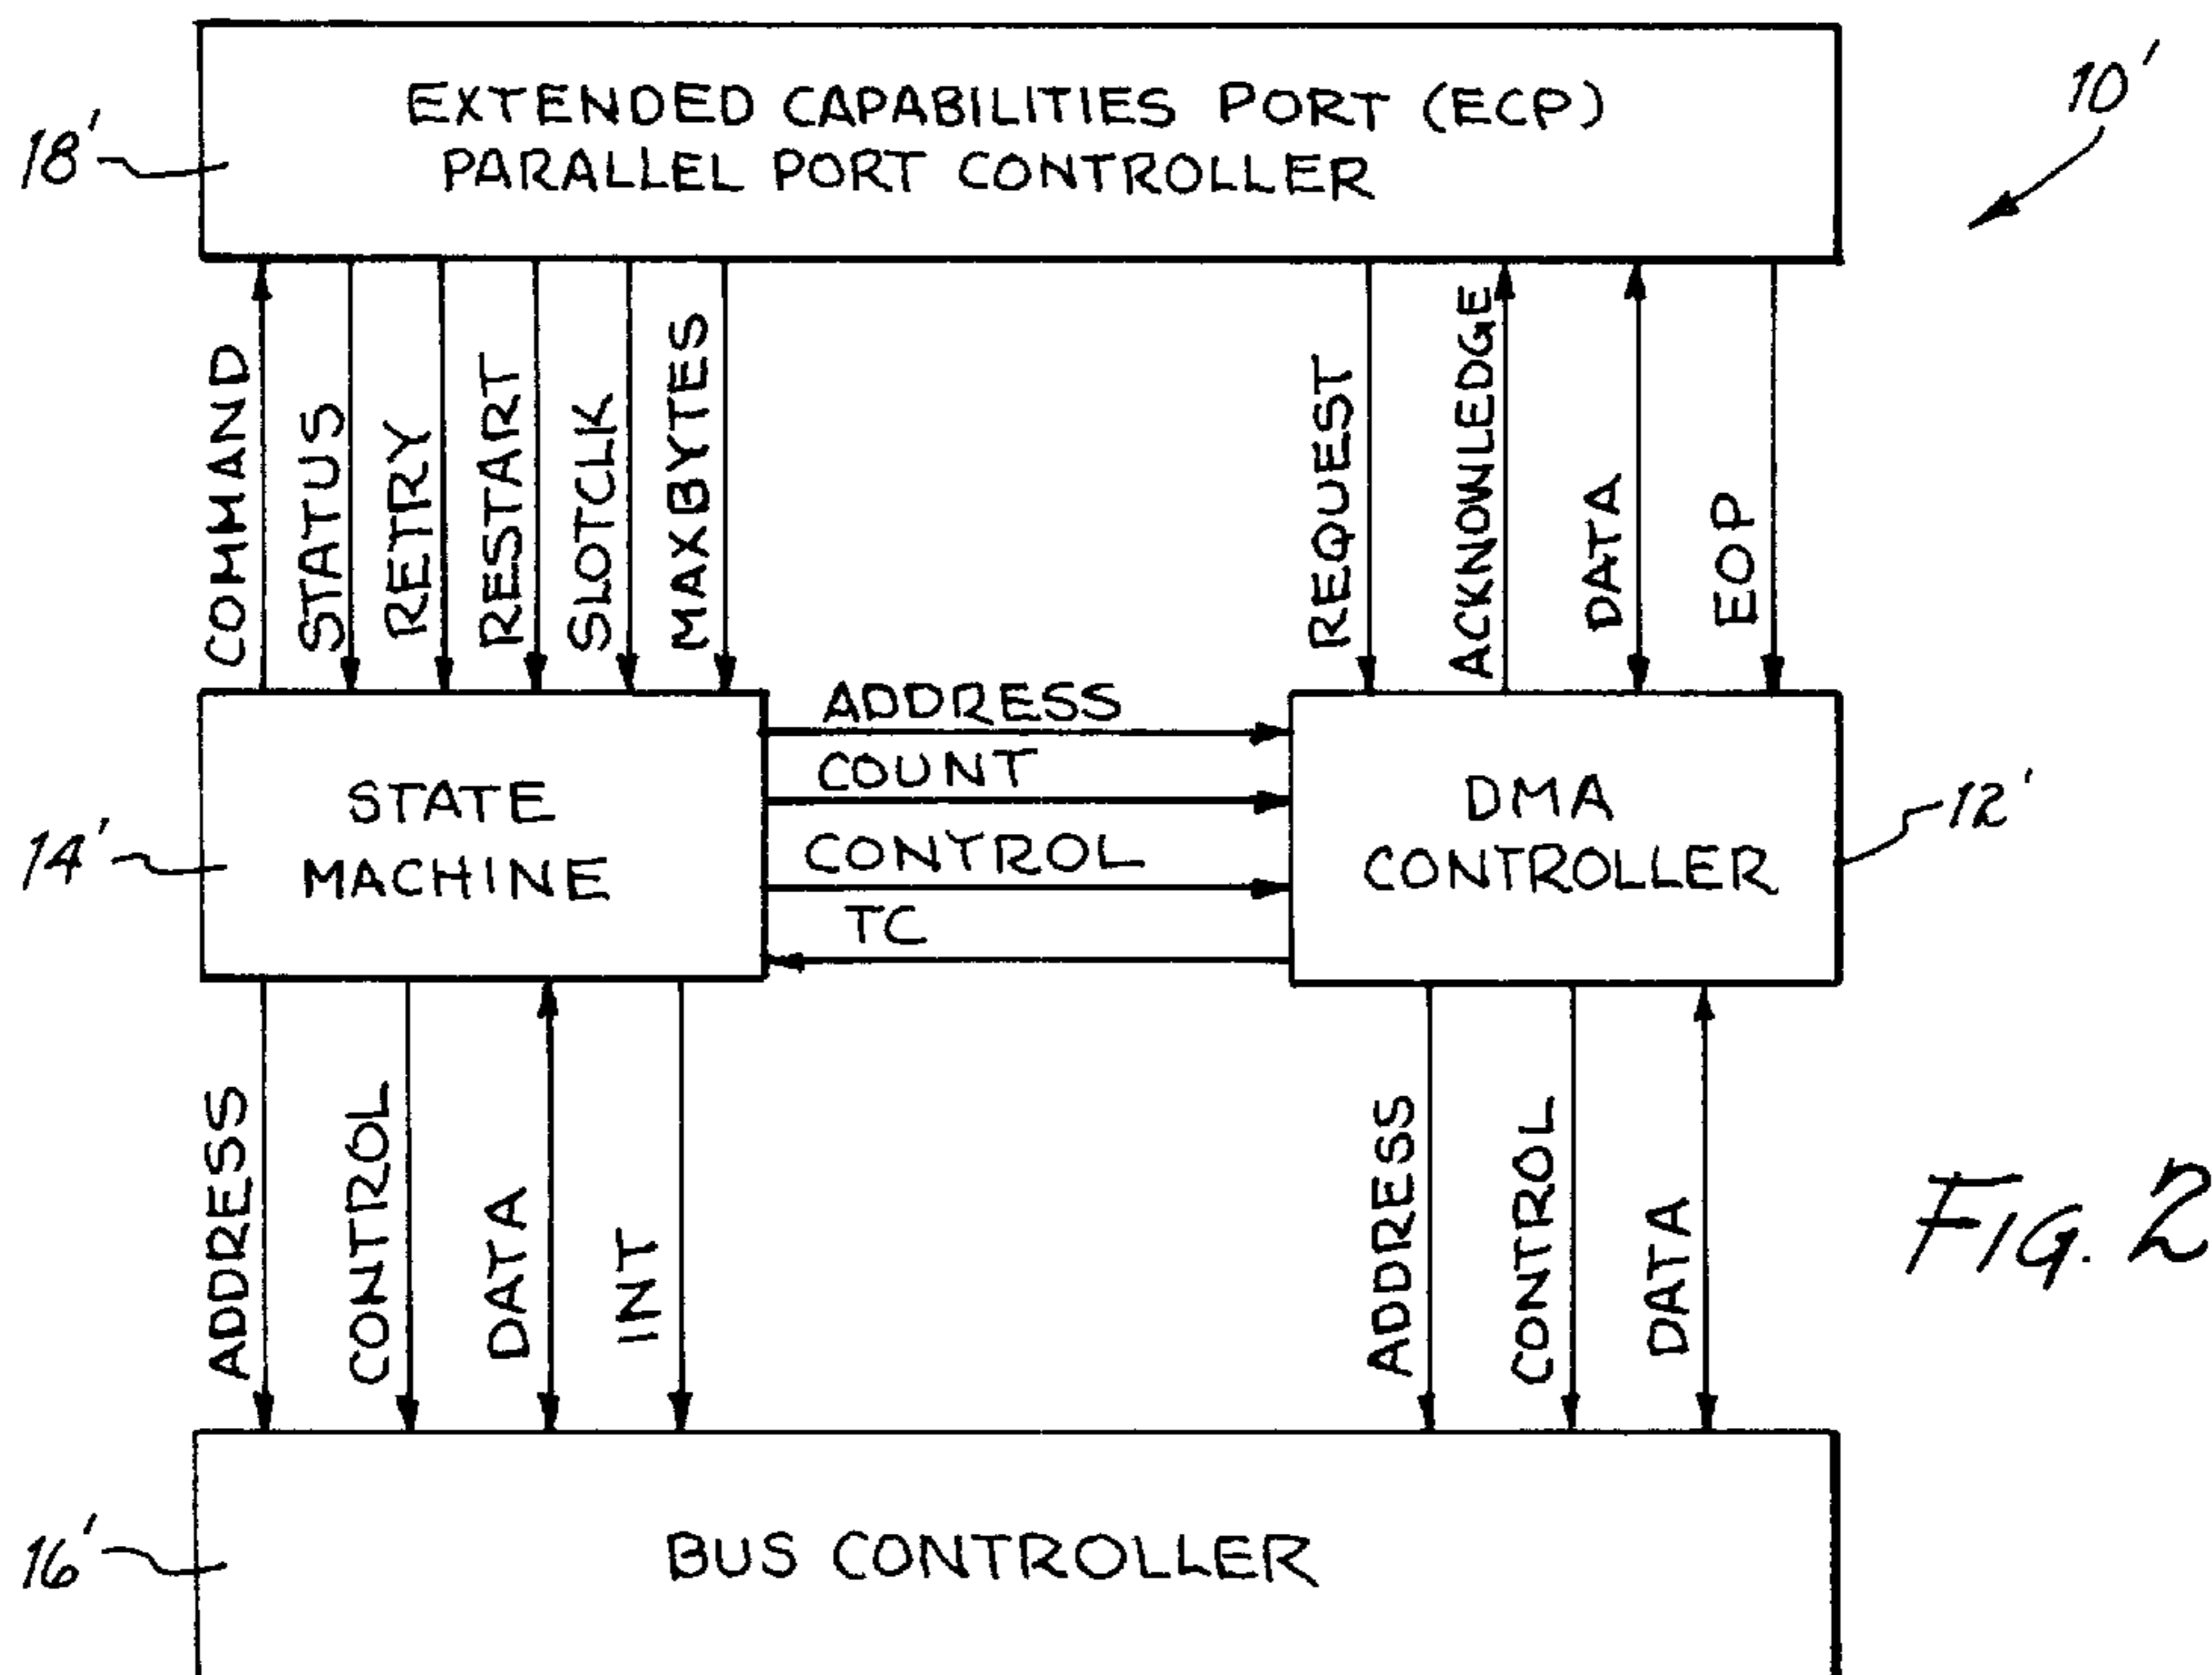 EXTENDED CAPABILITIES PORT (ECP)
PARALLEL PORT CONTROLLER
10'
18'
COMMAND
STATUS
RETRY
RESTART
SLOTCLK
MAXBYTES
REQUEST
ACKNOWLEDGE
DATA
EOP
ADDRESS
COUNT
CONTROL
TC
STATE
MACHINE
14'
DMA
CONTROLLER
12'
ADDRESS
CONTROL
DATA
INT
ADDRESS
CONTROL
DATA
FIG. 2
BUS CONTROLLER
16'